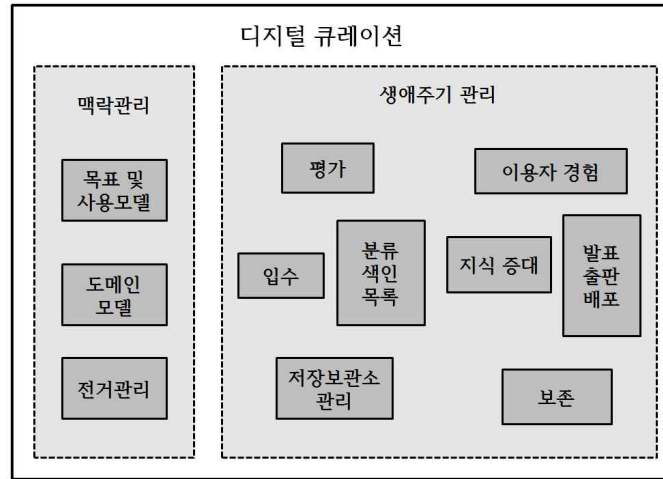 디지털 큐레이션
맥락관리
목표 및
사용모델
도메인
모델
전거관리
생애주기 관리
평가
이용자 경험
입수
분류
색인
목록
지식 증대
발표
출판
배포
저장보관소
관리
보존